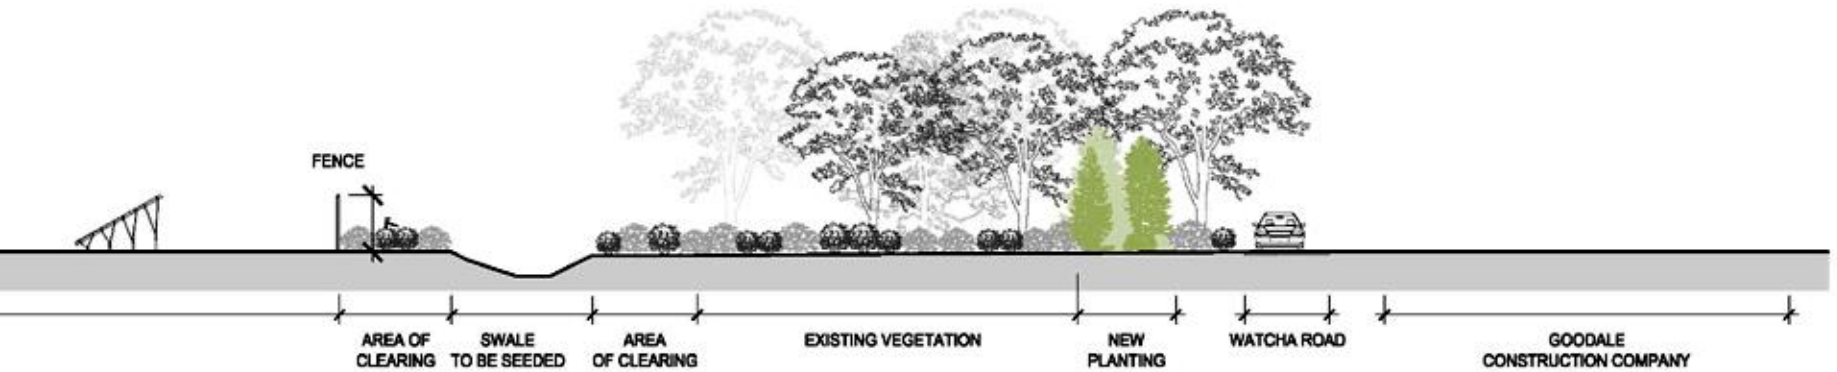 FENCE
7'
AREA OF
CLEARING
SWALE
TO BE SEEDED
AREA
OF CLEARING
EXISTING VEGETATION
NEW
PLANTING
WATCHA ROAD
GOODALE
CONSTRUCTION COMPANY